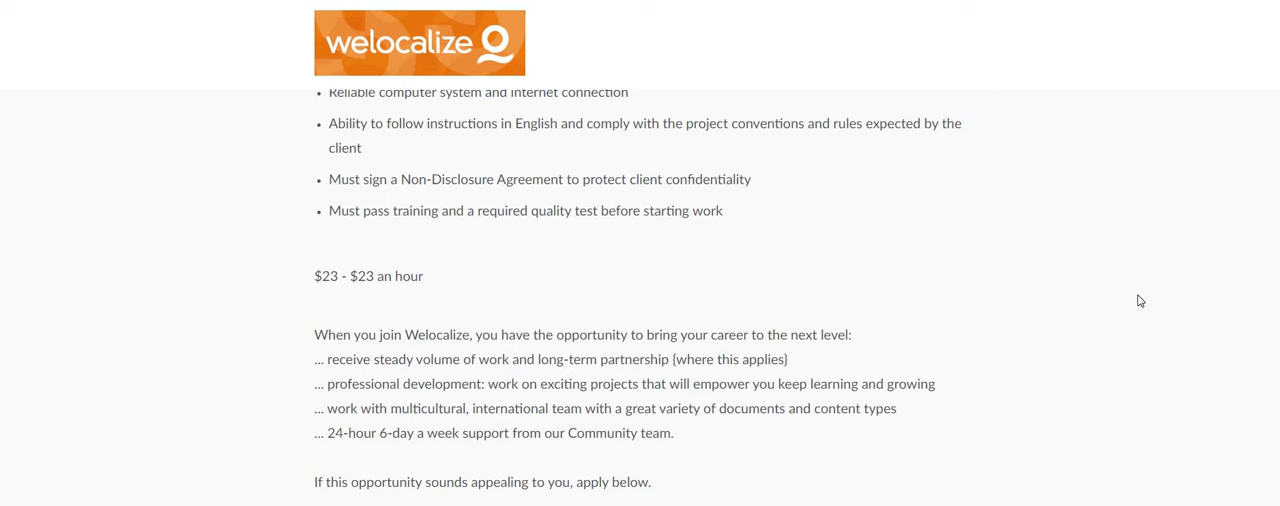 welocalize
Reliable computer system and internet connection
Ability to follow instructions in English and comply with the project conventions and rules expected by the
client
Must sign a Non-Disclosure Agreement to protect client confidentiality
Must pass training and a required quality test before starting work
$23 - $23 an hour
When you join Welocalize, you have the opportunity to bring your career to the next level:
... receive steady volume of work and long-term partnership {where this applies}
... professional development: work on exciting projects that will empower you keep learning and growing
... work with multicultural, international team with a great variety of documents and content types
... 24-hour 6-day a week support from our Community team.
If this opportunity sounds appealing to you, apply below.